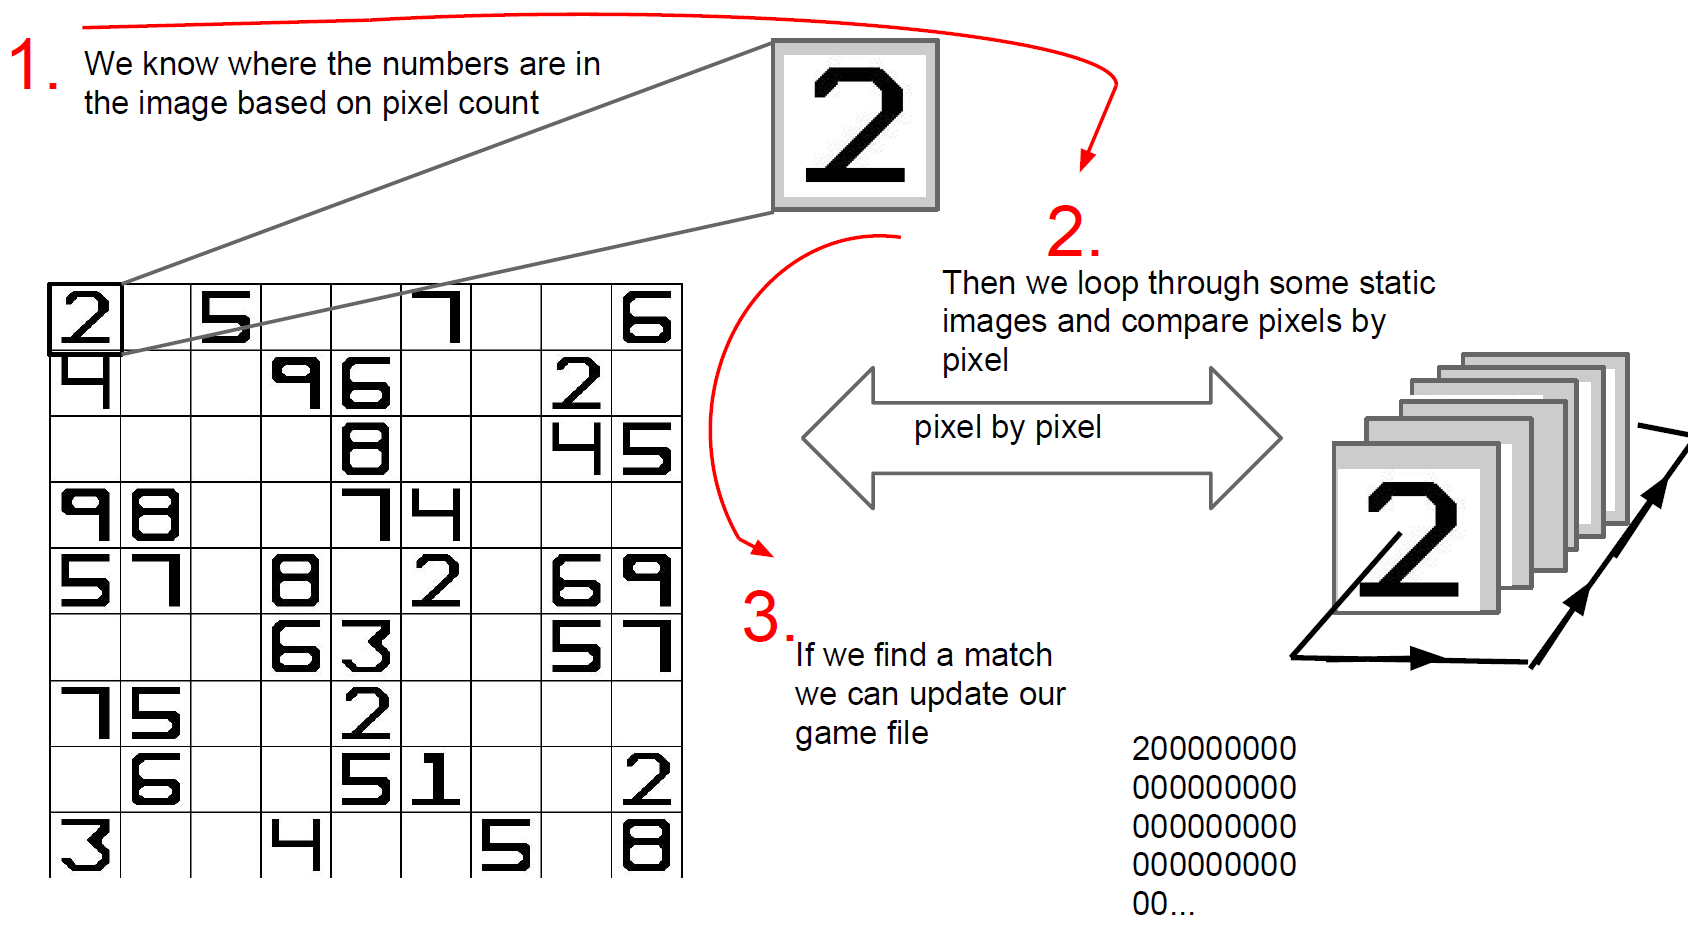 1.
We know where the numbers are in
the image based on pixel count
2
2.
Then we loop through some static
images and compare pixels by
pixel
pixel by pixel
2
3.
If we find a match
we can update our
game file
200000000
000000000
000000000
000000000
00...
2 5 7 6
4 9 6 2
8 4 5
9 8 7 4
5 7 8 2 6 9
6 3 5 7
7 5 2
6 5 1 2
3 4 5 8